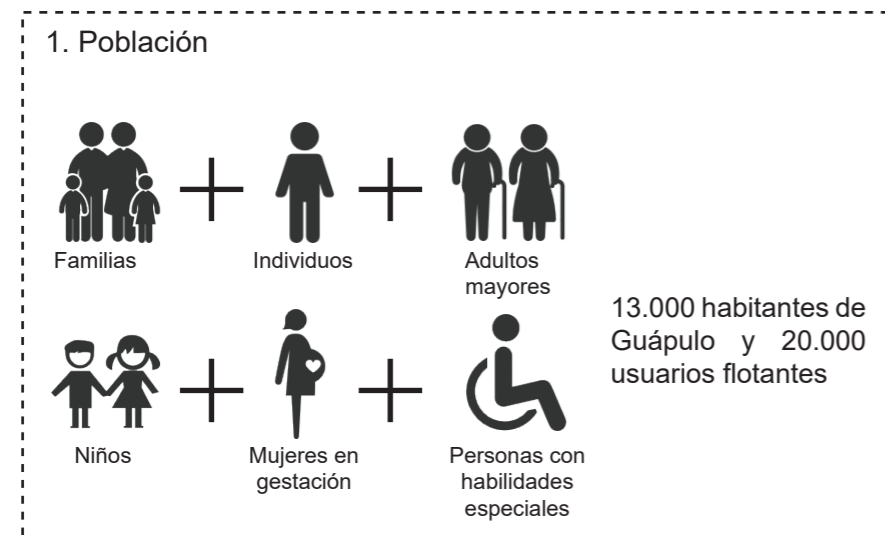 1. Población
Familias
Individuos
Adultos
mayores
Niños
Mujeres en
gestación
Personas con
habilidades
especiales
13.000 habitantes de
Guápulo y 20.000
usuarios flotantes